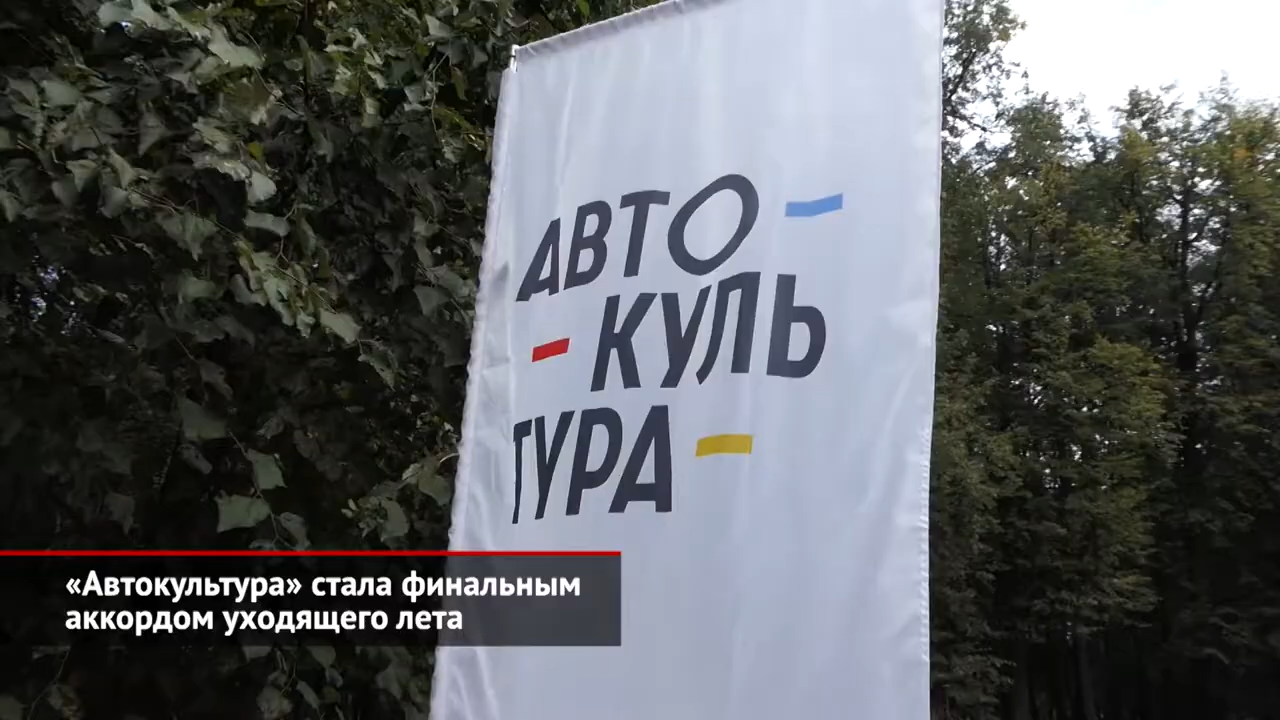 АВТО-
-КУЛЬ
ТУРА-
«Автокультура» стала финальным
аккордом уходящего лета